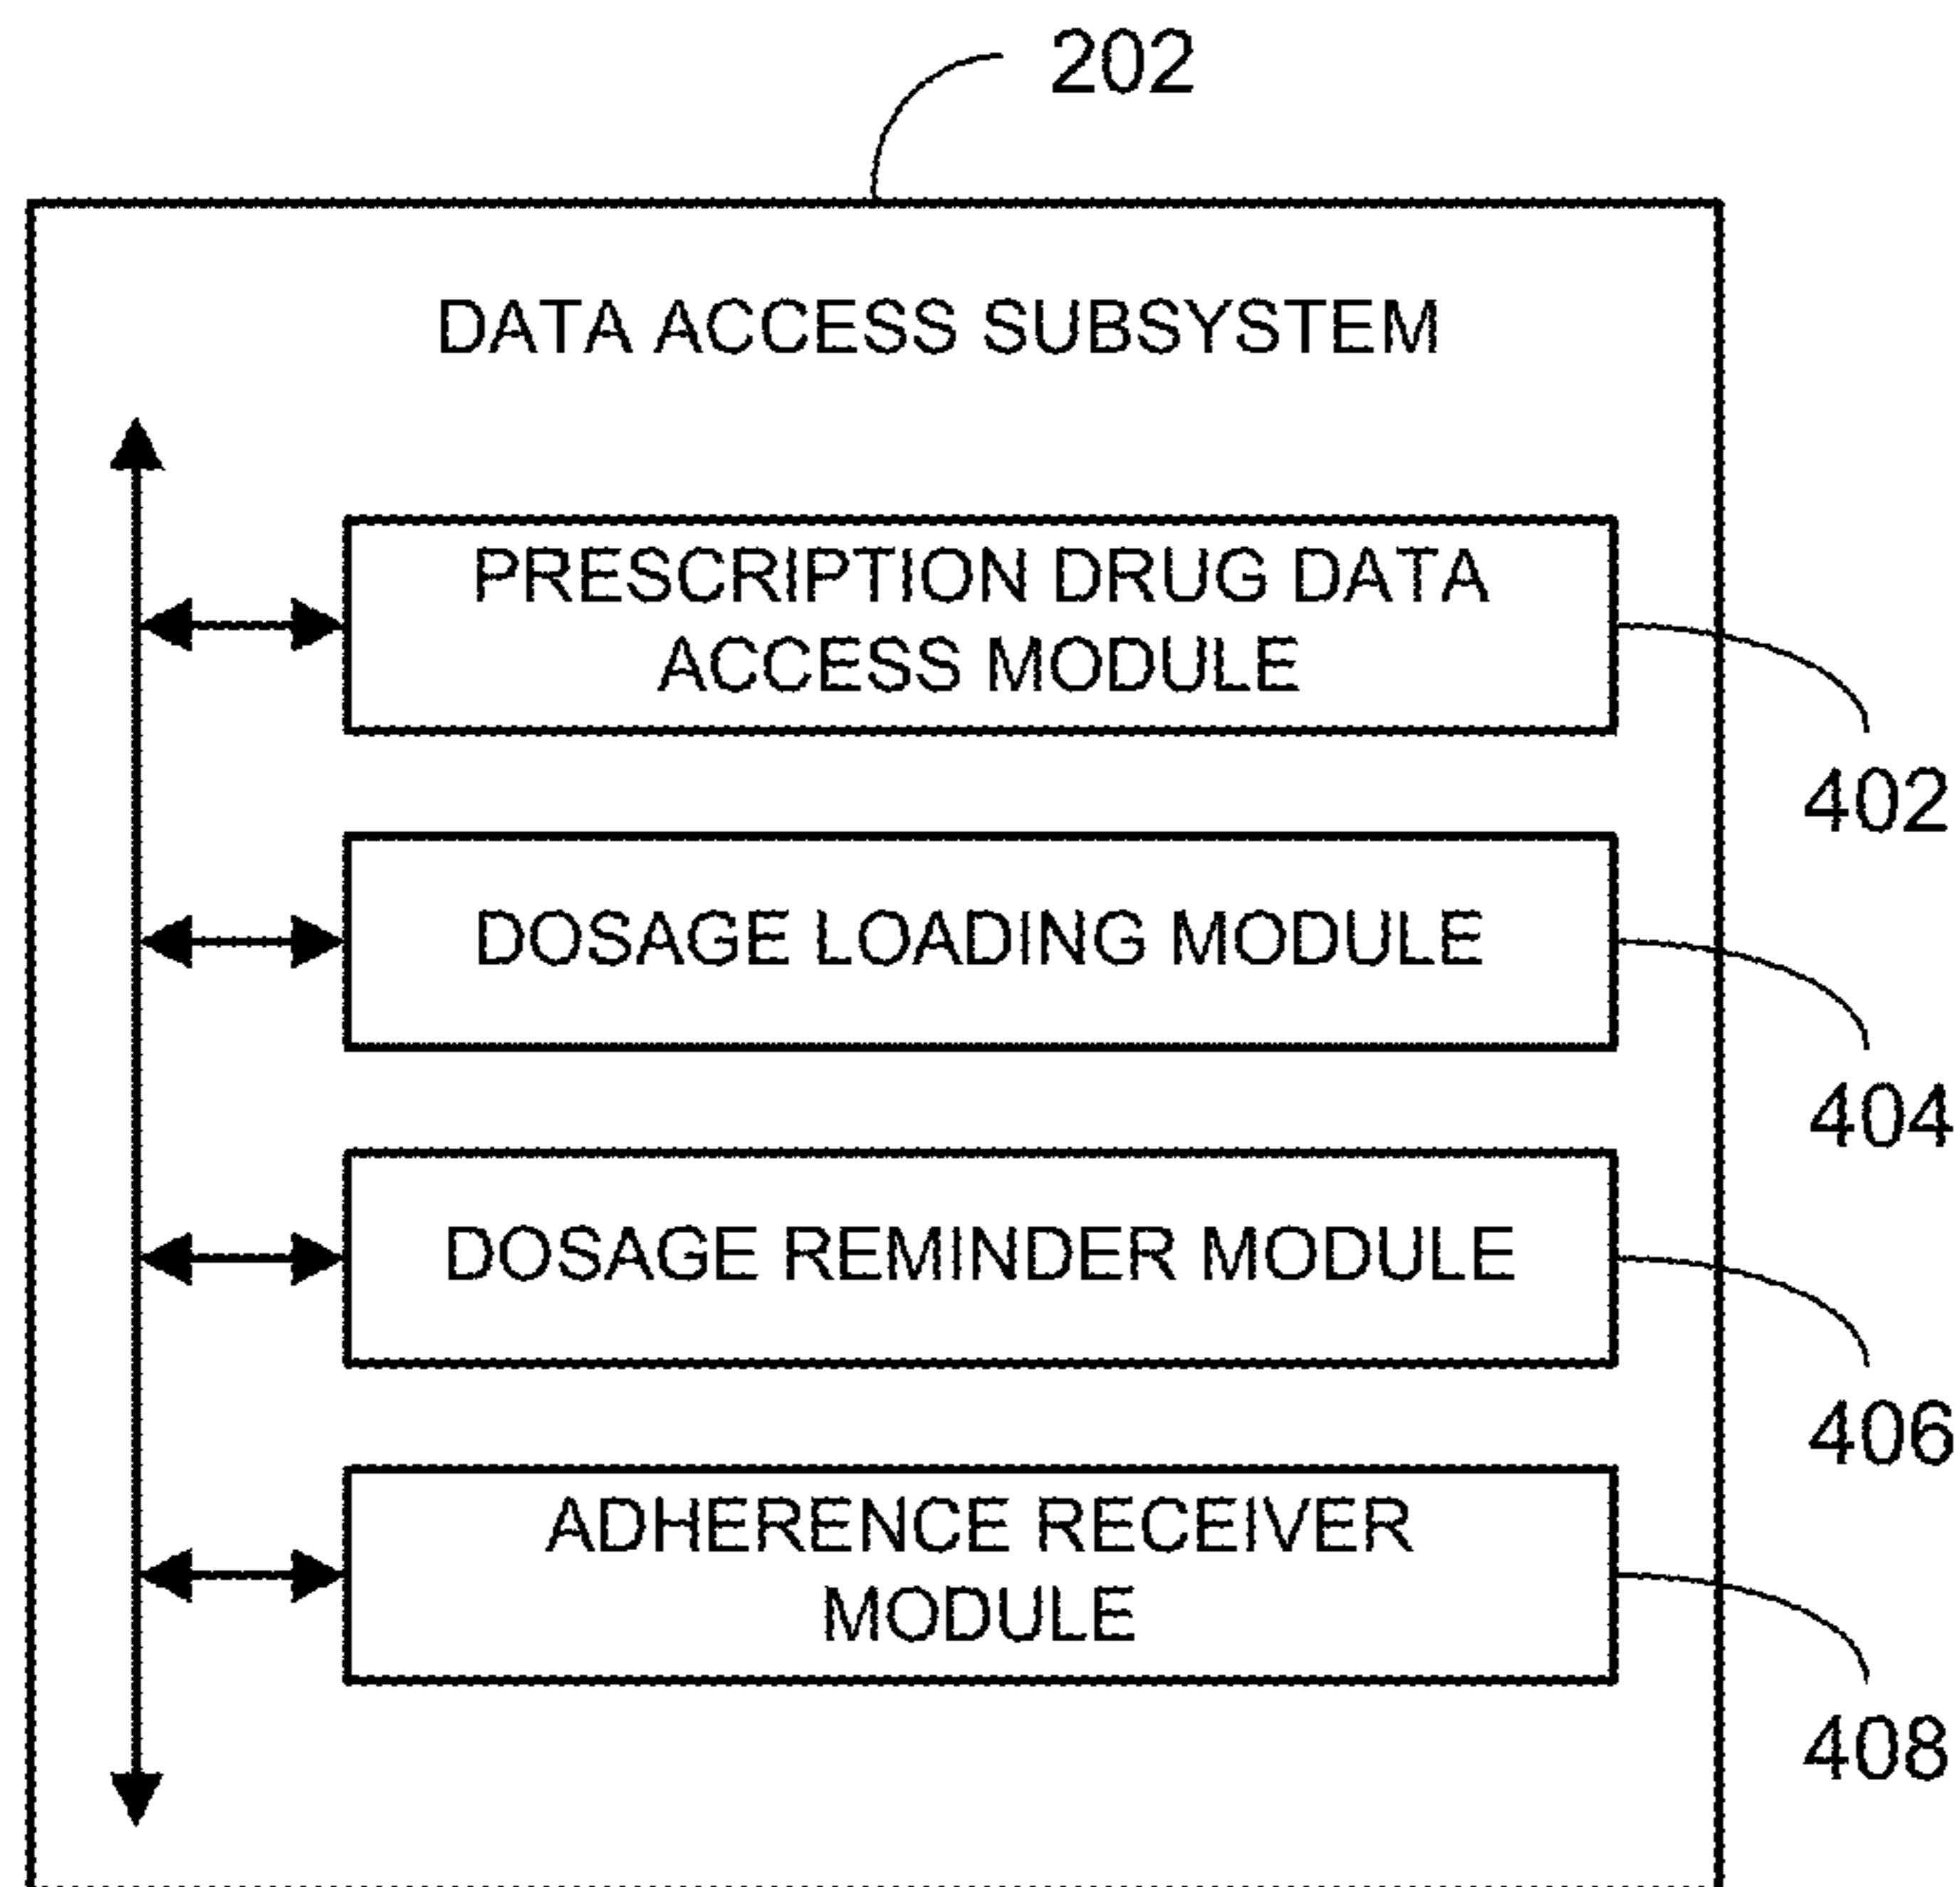 202
DATA ACCESS SUBSYSTEM
PRESCRIPTION DRUG DATA
ACCESS MODULE
402
DOSAGE LOADING MODULE
404
DOSAGE REMINDER MODULE
406
ADHERENCE RECEIVER
MODULE
408